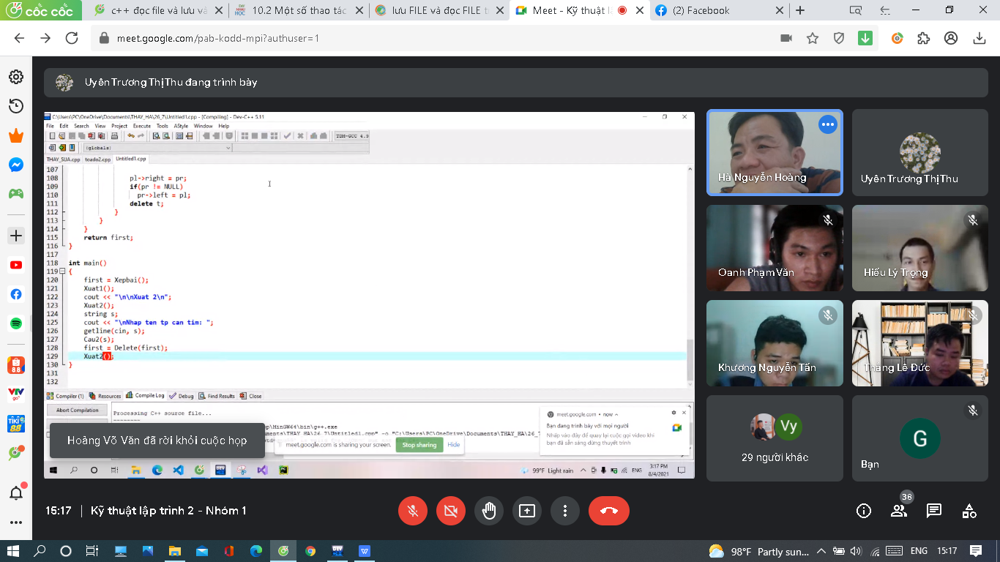 CỐC CỐC
c++ đọc file và lưu và
10.2 Một số thao tác
lưu FILE và đọc FILE t
Meet - Kỹ thuật l
(2) Facebook
meet.google.com/pab-kodd-mpi?authuser=1
Uyên Trương Thị Thu đang trình bày
C:\Users\PC\OneDrive\Documents\THAY_HA\26_7\Untitled1.cpp - [Compiling] - Dev-C++ 5.11
File Edit Search View Project Execute Tools AStyle Window Help
TDM-GCC 4.9
(globals)
THAY_SUA.cpp toado2.cpp Untitled1.cpp
107
108 pl->right = pr;
109 if(pr != NULL)
110 pr->left = pl;
111 delete t;
112 }
113 }
114 }
115 return first;
116 }
117
118 int main()
119 {
120 first = Xepbai();
121 Xuat1();
122 cout << "\n\nXuat 2\n";
123 Xuat2();
124 string s;
125 cout << "\nNhap ten tp can tim: ";
126 getline(cin, s);
127 Cau2(s);
128 first = Delete(first);
129 Xuat2();
130 }
131
132
Compiler (1) Resources Compile Log Debug Find Results Close
Abort Compilation
Processing C++ source file...
--------
\MinGW64\bin\g++.exe
uments\THAY_HA\26_7\Untitled1.cpp" -o "C:\Users\PC\OneDrive\Documents\THAY_HA\26_7
meet.google.com is sharing your screen.
Stop sharing
Hide
meet.google.com • now
Bạn đang trình bày với mọi người
Nhấp vào đây để quay lại cuộc gọi video khi
bạn đã sẵn sàng dừng thuyết trình
99°F Light rain
ENG
3:17 PM
8/4/2021
Hoàng Võ Văn đã rời khỏi cuộc họp
Hà Nguyễn Hoàng
Uyên Trương Thị Thu
Oanh Phạm Văn
Hiếu Lý Trọng
Khương Nguyễn Tấn
Thắng Lê Đức
Vy
29 người khác
G
Bạn
15:17 | Kỹ thuật lập trình 2 - Nhóm 1
38
8.8
VTV
go
TIKI
88
98°F Partly sun...
ENG
15:17